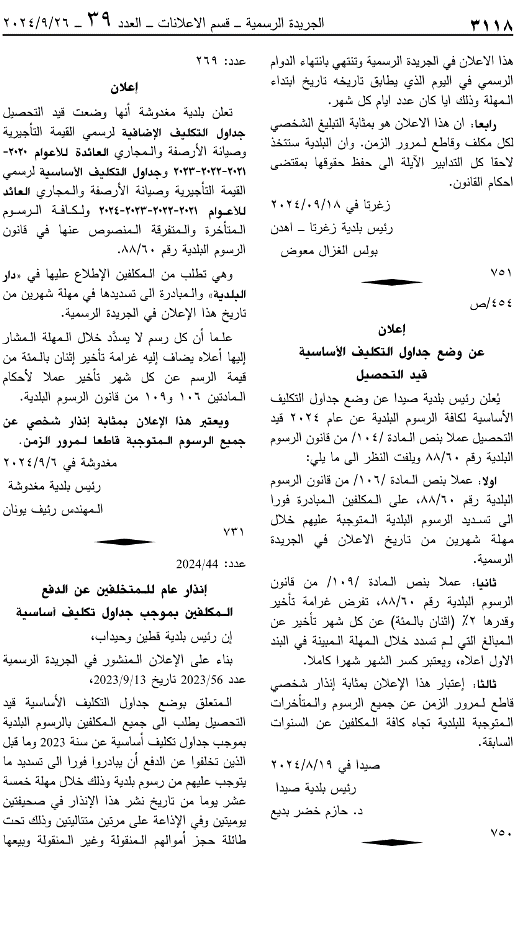 ٣١١٨
الجريدة الرسمية ــ قسم الاعلانات ــ العدد ٣٩ ــ ٢٠٢٤/٩/٢٦
هذا الاعلان في الجريدة الرسمية وتنتهي بانتهاء الدوام
الرسمي في اليوم الذي يطابق تاريخه تاريخ ابتداء
المهلة وذلك ايا كان عدد ايام كل شهر.
رابعا: ان هذا الاعلان هو بمثابة التبليغ الشخصي
لكل مكلف وقاطع لمرور الزمن. وان البلدية ستتخذ
لاحقا كل التدابير الآيلة الى حفظ حقوقها بمقتضى
احكام القانون.
زغرتا في ٢٠٢٤/٠٩/١٨
رئيس بلدية زغرتا ــ اهدن
بولس الغزال معوض
٧٥١
٤٥٤/ص
إعلان
عن وضع جداول التكليف الأساسية
قيد التحصيل
يُعلن رئيس بلدية صيدا عن وضع جداول التكليف
الأساسية لكافة الرسوم البلدية عن عام ٢٠٢٤ قيد
التحصيل عملا بنص المادة /١٠٤/ من قانون الرسوم
البلدية رقم ٨٨/٦٠ ويلفت النظر الى ما يلي:
اولا: عملا بنص المادة /١٠٦/ من قانون الرسوم
البلدية رقم ٨٨/٦٠، على المكلفين المبادرة فورا
الى تسديد الرسوم البلدية المتوجبة عليهم خلال
مهلة شهرين من تاريخ الاعلان في الجريدة
الرسمية.
ثانيا: عملا بنص المادة /١٠٩/ من قانون
الرسوم البلدية رقم ٨٨/٦٠، تفرض غرامة تأخير
وقدرها ٢٪ (اثنان بالمئة) عن كل شهر تأخير عن
المبالغ التي لم تسدد خلال المهلة المبينة في البند
الاول اعلاه، ويعتبر كسر الشهر شهرا كاملا.
ثالثا: إعتبار هذا الإعلان بمثابة إنذار شخصي
قاطع لمرور الزمن عن جميع الرسوم والمتأخرات
المتوجبة للبلدية تجاه كافة المكلفين عن السنوات
السابقة.
صيدا في ٢٠٢٤/٨/١٩
رئيس بلدية صيدا
د. حازم خضر بديع
٧٥٠
عدد: ٢٦٩
إعلان
تعلن بلدية مغدوشة أنها وضعت قيد التحصيل
جداول التكليف الإضافية لرسمي القيمة التأجيرية
وصيانة الأرصفة والمجاري العائدة للأعوام ٢٠٢٠-
٢٠٢١-٢٠٢٢-٢٠٢٣ وجداول التكليف الأساسية لرسمي
القيمة التأجيرية وصيانة الأرصفة والمجاري العائد
للأعوام ٢٠٢١-٢٠٢٢-٢٠٢٣-٢٠٢٤ ولكافة الرسوم
المتأخرة والمتفرقة المنصوص عنها في قانون
الرسوم البلدية رقم ٨٨/٦٠.
وهي تطلب من المكلفين الإطلاع عليها في «دار
البلدية» والمبادرة الى تسديدها في مهلة شهرين من
تاريخ هذا الإعلان في الجريدة الرسمية.
علما أن كل رسم لا يسدَّد خلال المهلة المشار
إليها أعلاه يضاف إليه غرامة تأخير إثنان بالمئة من
قيمة الرسم عن كل شهر تأخير عملا لأحكام
المادتين ١٠٦ و١٠٩ من قانون الرسوم البلدية.
ويعتبر هذا الإعلان بمثابة إنذار شخصي عن
جميع الرسوم المتوجبة قاطعا لمرور الزمن.
مغدوشة في ٢٠٢٤/٩/٦
رئيس بلدية مغدوشة
المهندس رئيف يونان
٧٣١
عدد: 2024/44
إنذار عام للمتخلفين عن الدفع
المكلفين بموجب جداول تكليف أساسية
إن رئيس بلدية قطين وحيداب،
بناء على الإعلان المنشور في الجريدة الرسمية
عدد 2023/56 تاريخ 2023/9/13،
المتعلق بوضع جداول التكليف الأساسية قيد
التحصيل يطلب الى جميع المكلفين بالرسوم البلدية
بموجب جداول تكليف أساسية عن سنة 2023 وما قبل
الذين تخلفوا عن الدفع أن يبادروا فورا الى تسديد ما
يتوجب عليهم من رسوم بلدية وذلك خلال مهلة خمسة
عشر يوما من تاريخ نشر هذا الإنذار في صحيفتين
يوميتين وفي الإذاعة على مرتين متتاليتين وذلك تحت
طائلة حجز أموالهم المنقولة وغير المنقولة وبيعها